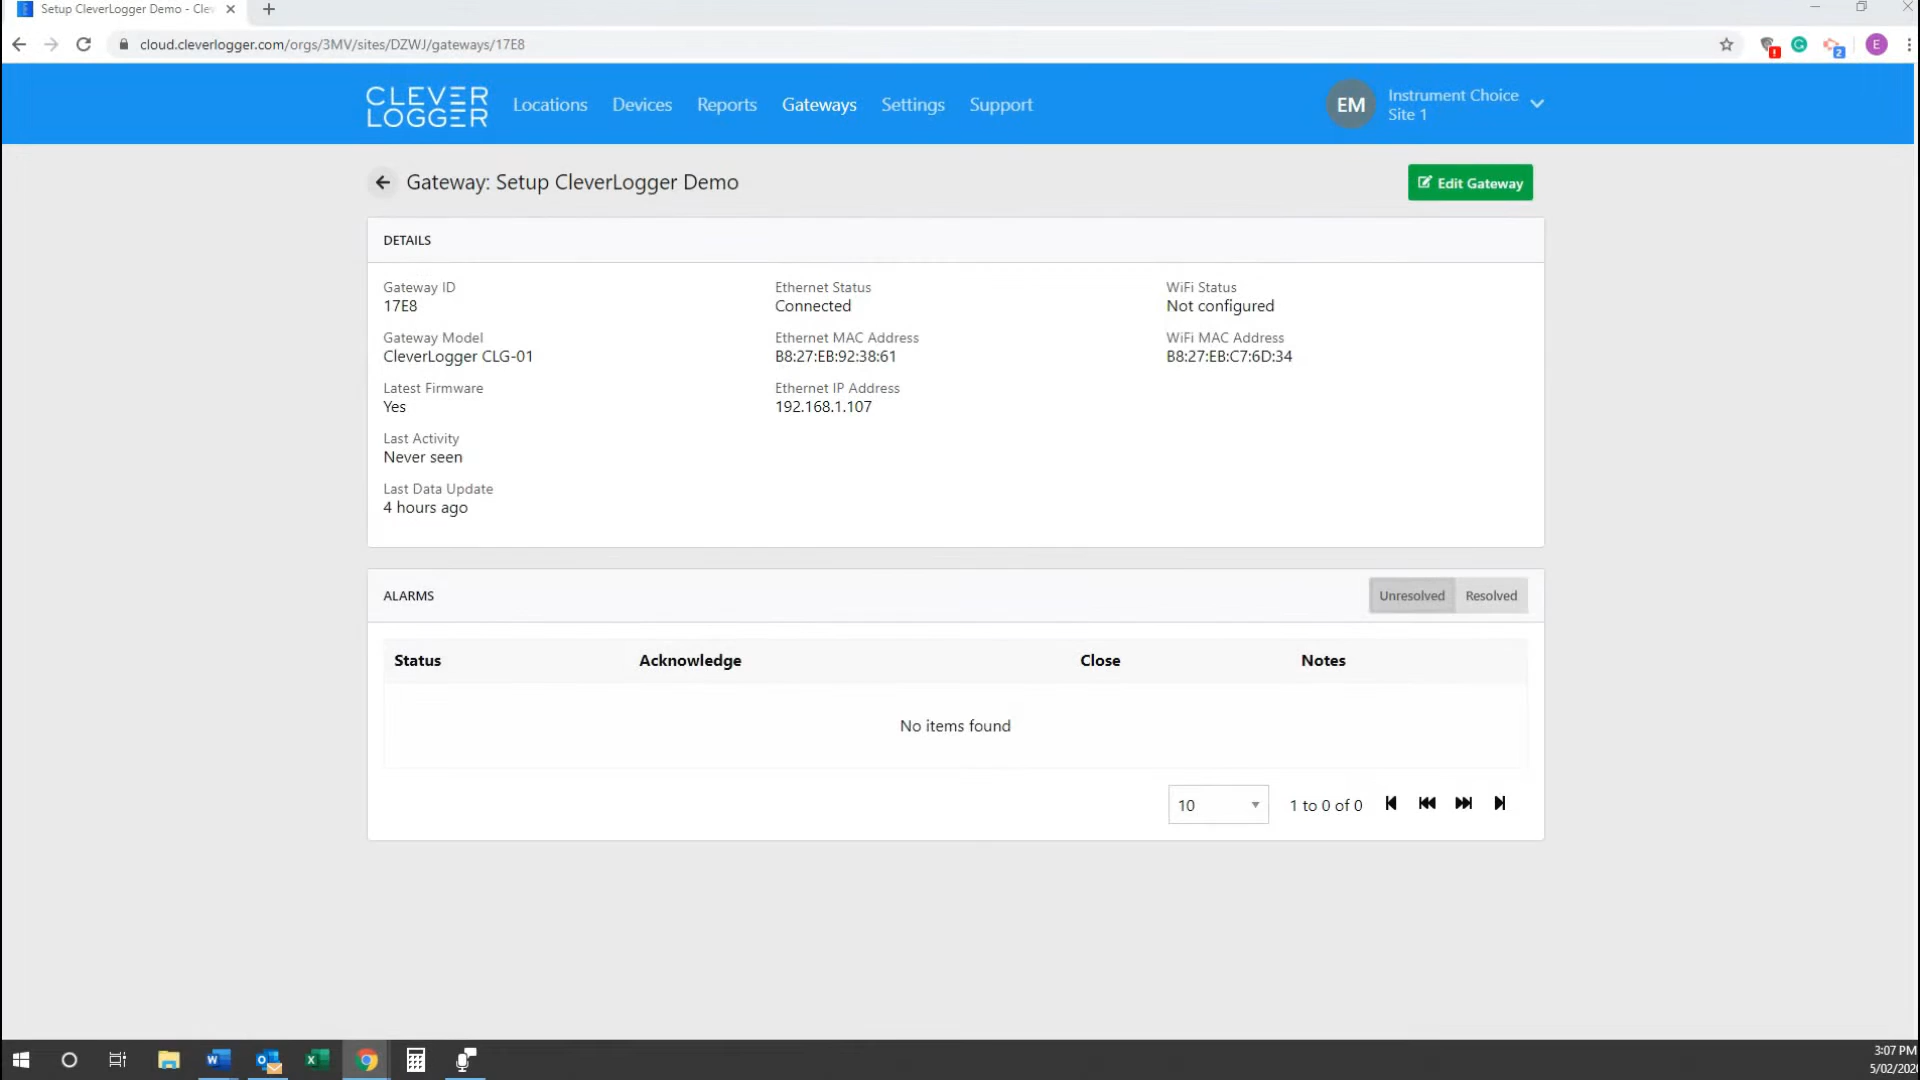 Setup CleverLogger Demo - Clev
cloud.cleverlogger.com/orgs/3MV/sites/DZWJ/gateways/17E8
E
CLEVER
LOGGER
Locations Devices Reports Gateways Settings Support
EM
Instrument Choice
Site 1
Gateway: Setup CleverLogger Demo
Edit Gateway
DETAILS
Gateway ID
17E8
Gateway Model
CleverLogger CLG-01
Latest Firmware
Yes
Last Activity
Never seen
Last Data Update
4 hours ago
Ethernet Status
Connected
Ethernet MAC Address
B8:27:EB:92:38:61
Ethernet IP Address
192.168.1.107
WiFi Status
Not configured
WiFi MAC Address
B8:27:EB:C7:6D:34
ALARMS
Unresolved Resolved
Status Acknowledge Close Notes
No items found
10
1 to 0 of 0
3:07 PM
5/02/202